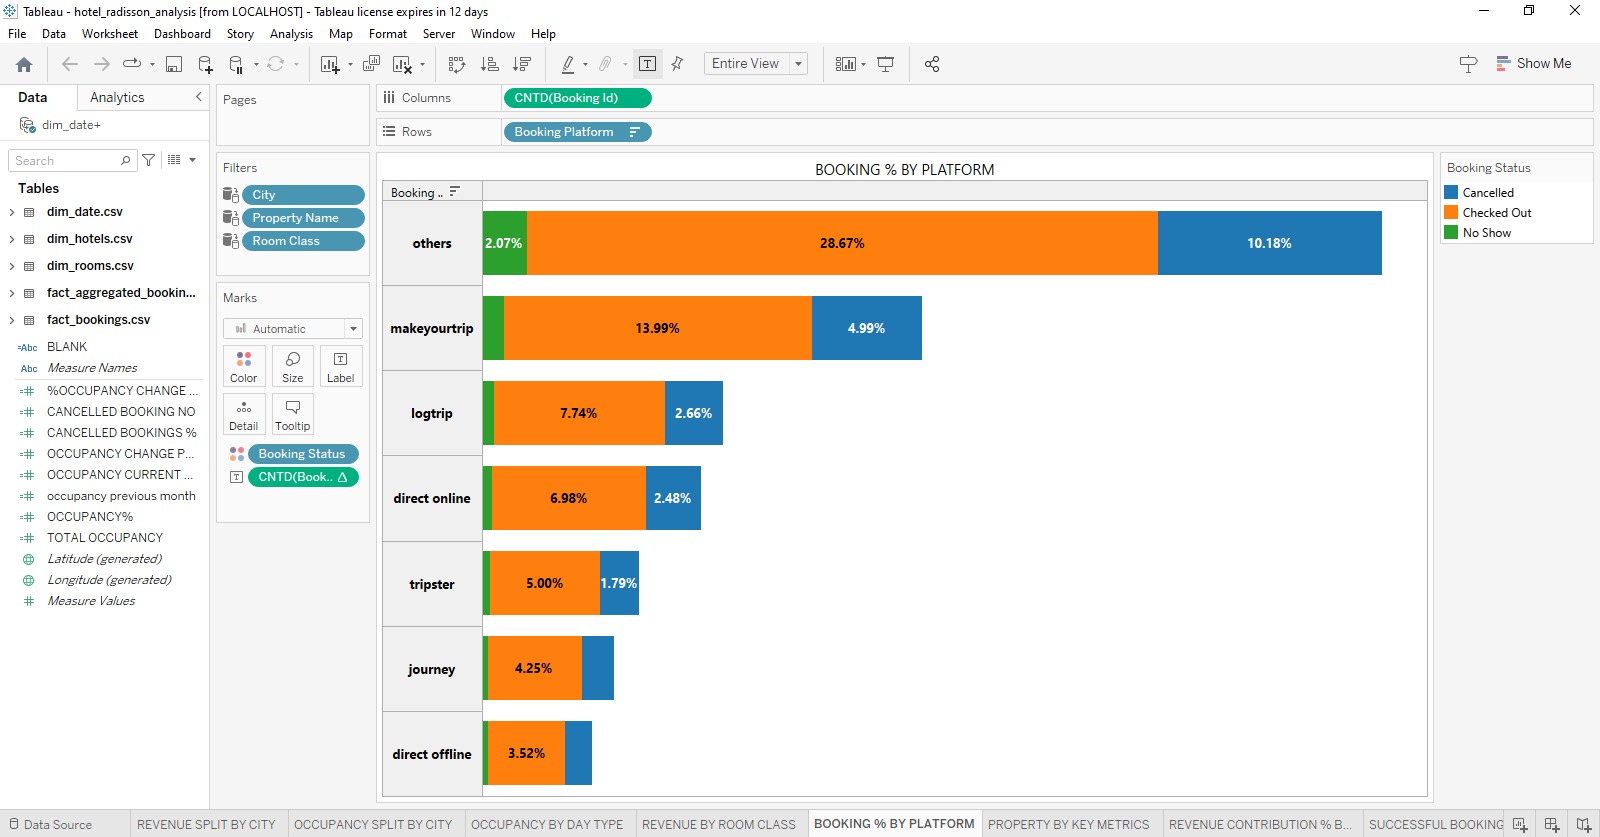 Tableau - hotel_radisson_analysis [from LOCALHOST] - Tableau license expires in 12 days
File Data Worksheet Dashboard Story Analysis Map Format Server Window Help
Entire View
Show Me
Data Analytics
dim_date+
Search
Tables
dim_date.csv
dim_hotels.csv
dim_rooms.csv
fact_aggregated_bookin...
fact_bookings.csv
=Abc BLANK
Abc Measure Names
=# %OCCUPANCY CHANGE ...
=# CANCELLED BOOKING NO
=# CANCELLED BOOKINGS %
=# OCCUPANCY CHANGE P...
=# OCCUPANCY CURRENT ...
=# occupancy previous month
=# OCCUPANCY%
=# TOTAL OCCUPANCY
Latitude (generated)
Longitude (generated)
# Measure Values
Pages
Filters
City
Property Name
Room Class
Marks
Automatic
Color Size Label
Detail Tooltip
Booking Status
CNTD(Book.. Δ
Columns CNTD(Booking Id)
Rows Booking Platform
BOOKING % BY PLATFORM
Booking ..
others 2.07% 28.67% 10.18%
makeyourtrip 13.99% 4.99%
logtrip 7.74% 2.66%
direct online 6.98% 2.48%
tripster 5.00% 1.79%
journey 4.25%
direct offline 3.52%
Booking Status
Cancelled
Checked Out
No Show
Data Source REVENUE SPLIT BY CITY OCCUPANCY SPLIT BY CITY OCCUPANCY BY DAY TYPE REVENUE BY ROOM CLASS BOOKING % BY PLATFORM PROPERTY BY KEY METRICS REVENUE CONTRIBUTION % B... SUCCESSFUL BOOKING